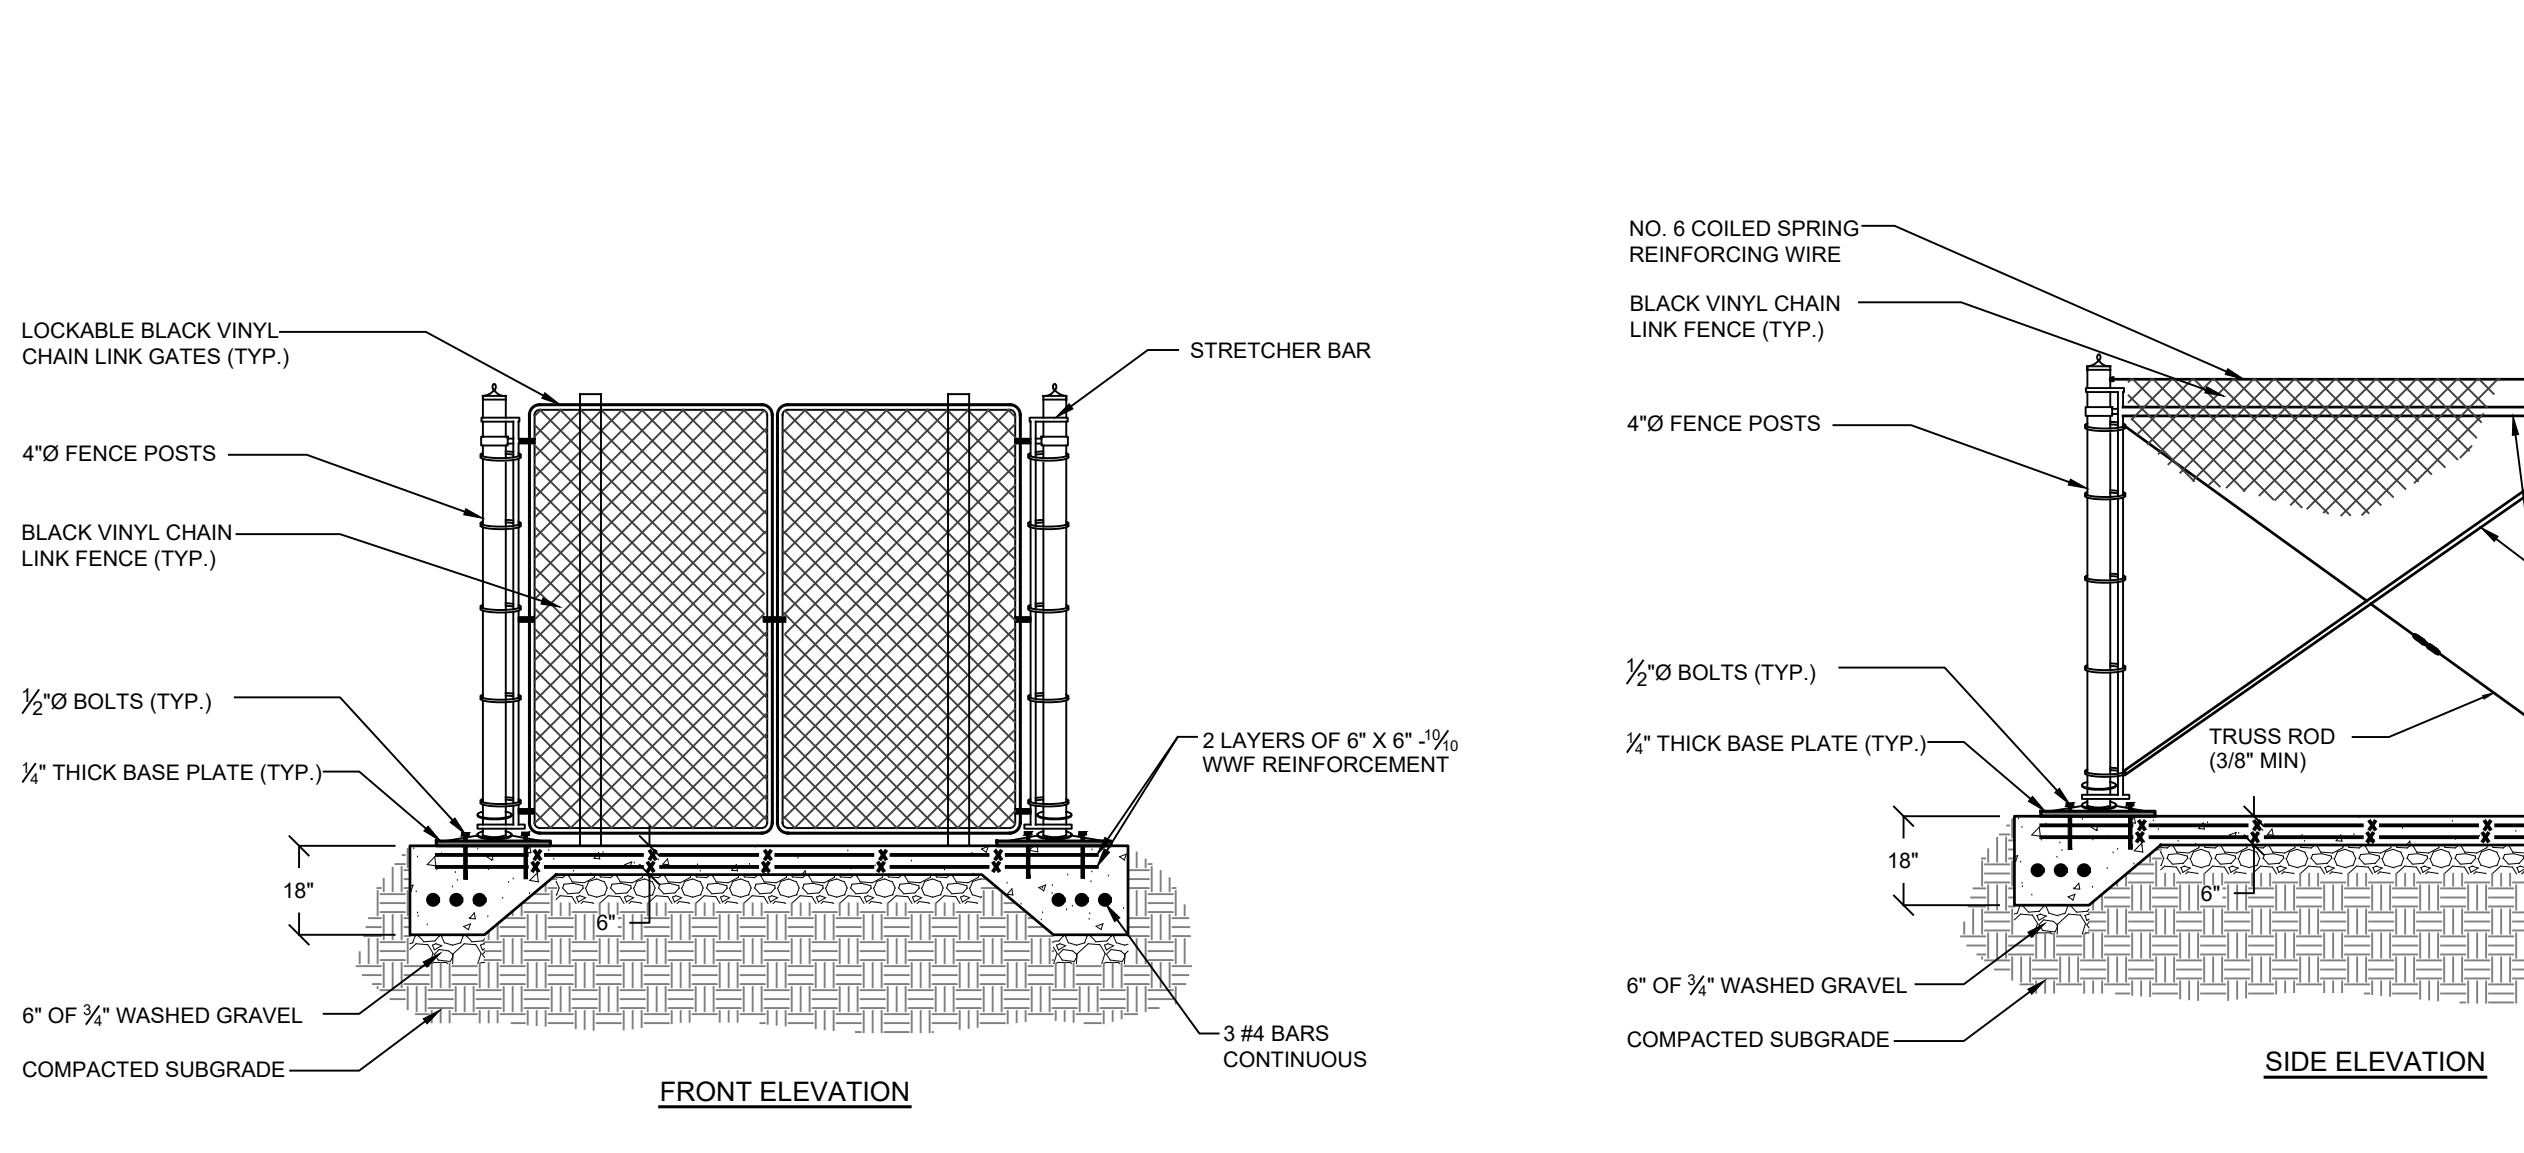 LOCKABLE BLACK VINYL
CHAIN LINK GATES (TYP.)
4"Ø FENCE POSTS
BLACK VINYL CHAIN
LINK FENCE (TYP.)
½"Ø BOLTS (TYP.)
¼" THICK BASE PLATE (TYP.)
18"
6"
6" OF ¾" WASHED GRAVEL
COMPACTED SUBGRADE
STRETCHER BAR
2 LAYERS OF 6" X 6" -10/10
WWF REINFORCEMENT
3 #4 BARS
CONTINUOUS
FRONT ELEVATION
NO. 6 COILED SPRING
REINFORCING WIRE
BLACK VINYL CHAIN
LINK FENCE (TYP.)
4"Ø FENCE POSTS
½"Ø BOLTS (TYP.)
¼" THICK BASE PLATE (TYP.)
TRUSS ROD
(3/8" MIN)
18"
6"
6" OF ¾" WASHED GRAVEL
COMPACTED SUBGRADE
SIDE ELEVATION